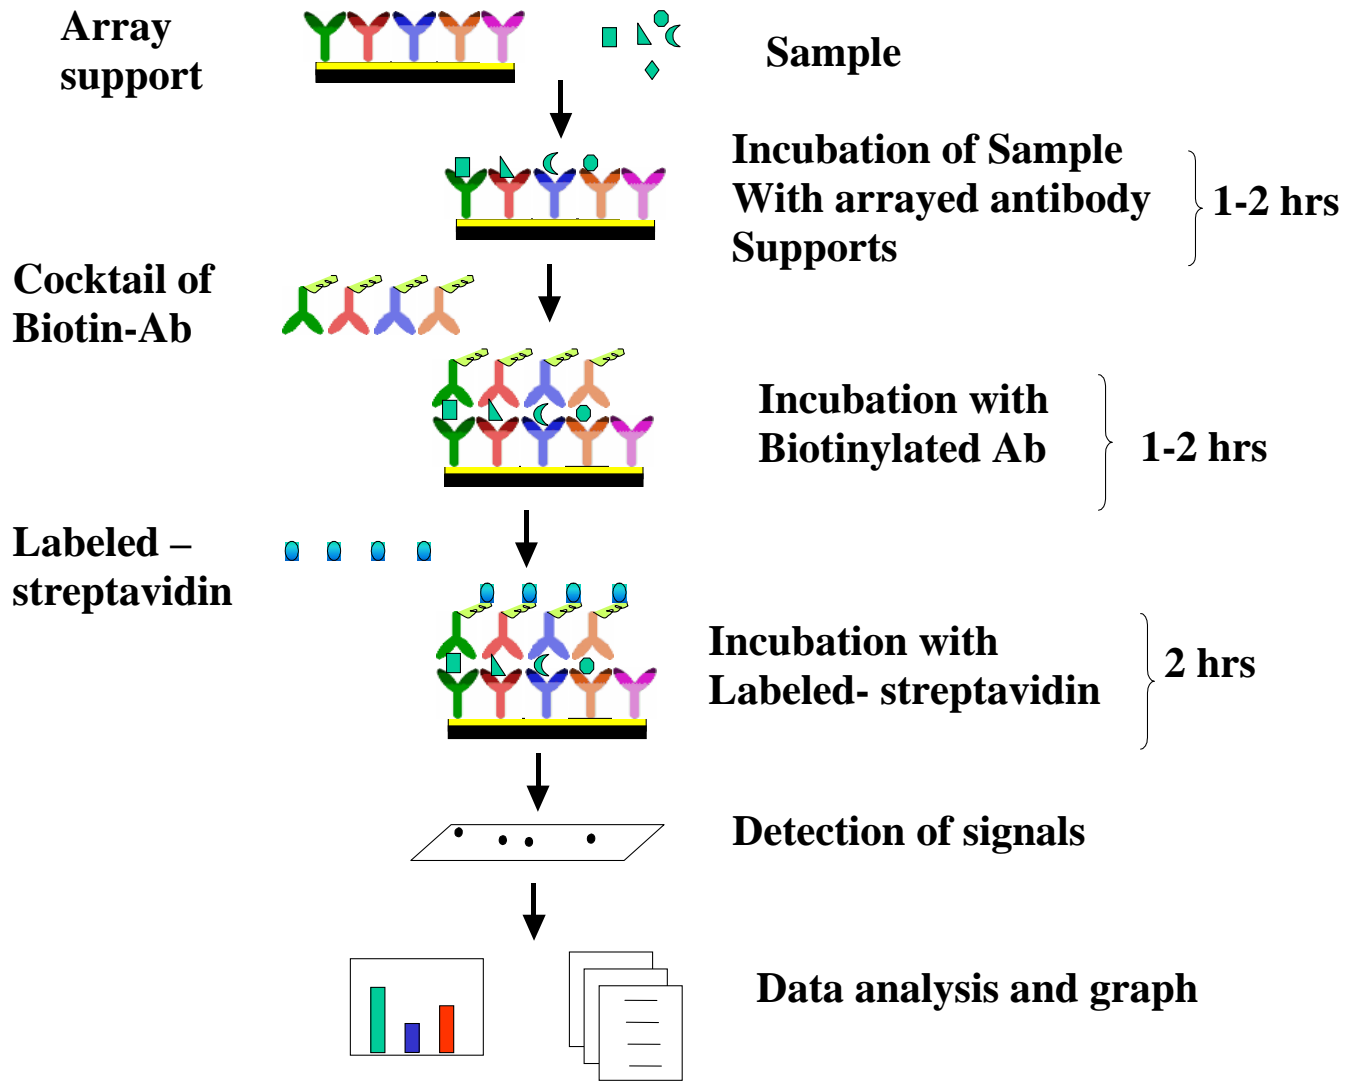 Array
support
Sample
Incubation of Sample
With arrayed antibody
Supports
1-2 hrs
Cocktail of
Biotin-Ab
Incubation with
Biotinylated Ab
1-2 hrs
Labeled –
streptavidin
Incubation with
Labeled- streptavidin
2 hrs
Detection of signals
Data analysis and graph